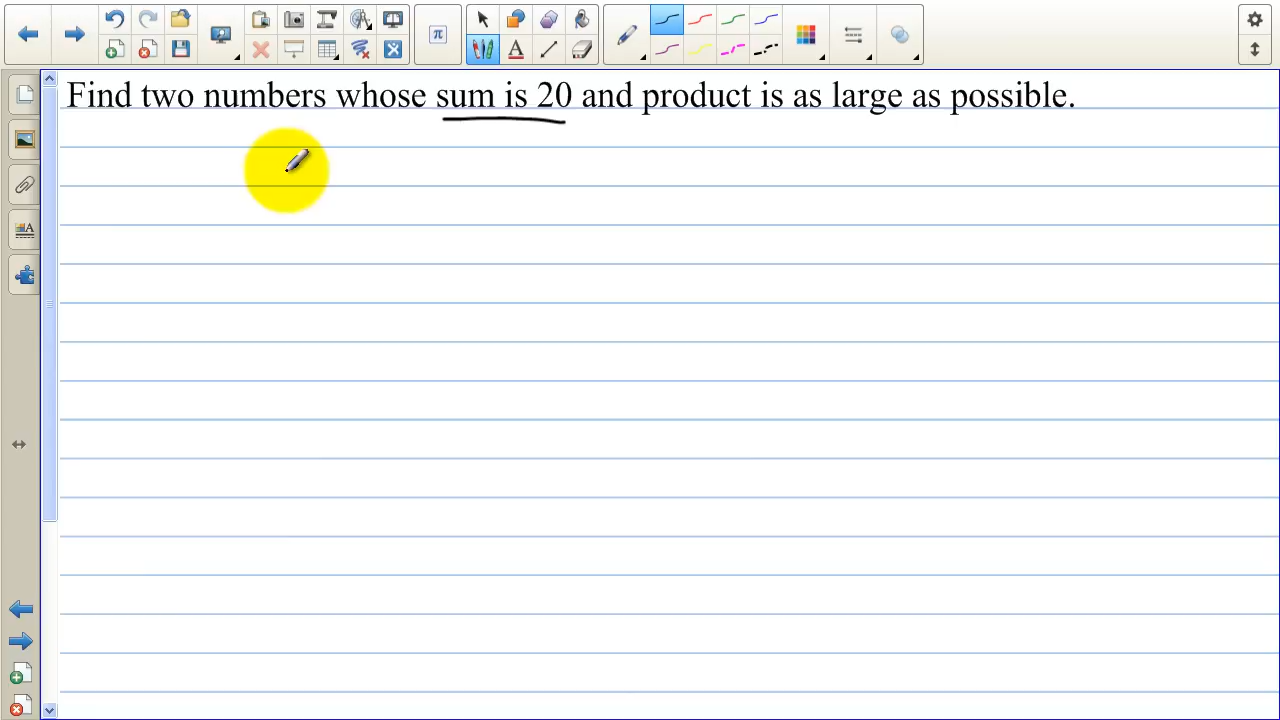 Find two numbers whose sum is 20 and product is as large as possible.